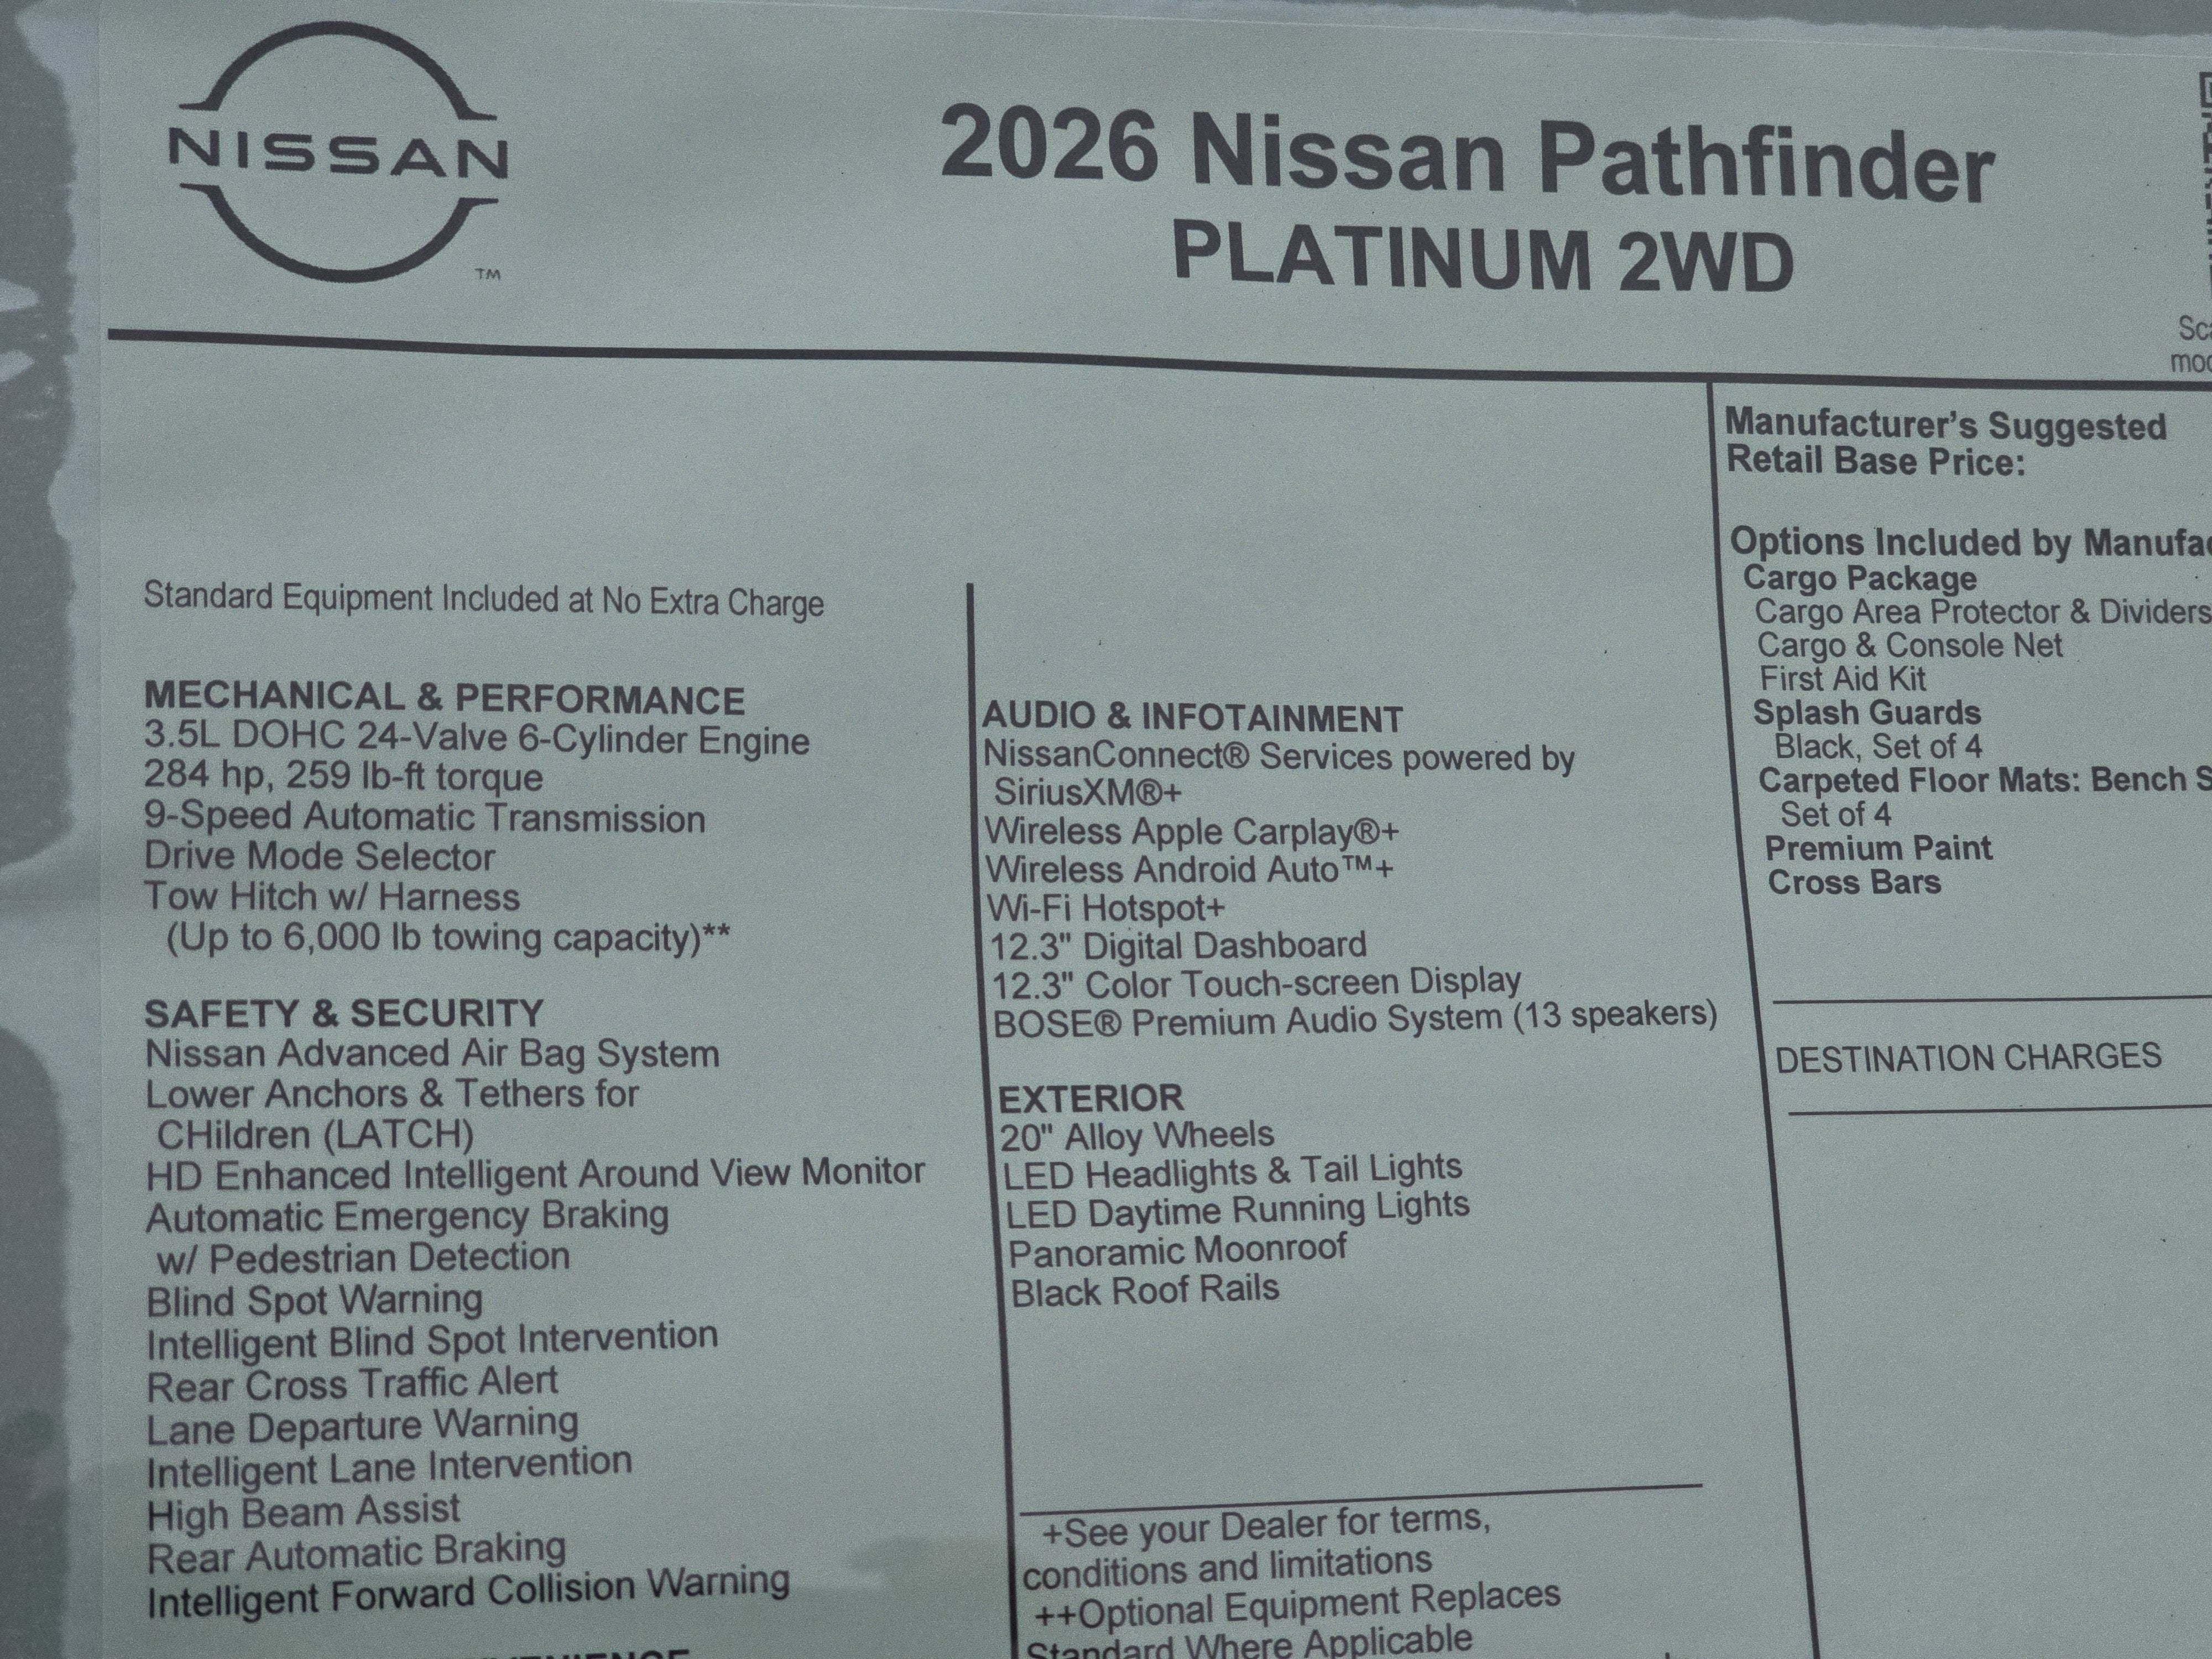 NISSAN
TM
2026 Nissan Pathfinder
PLATINUM 2WD
Standard Equipment Included at No Extra Charge
MECHANICAL & PERFORMANCE
3.5L DOHC 24-Valve 6-Cylinder Engine
284 hp, 259 lb-ft torque
9-Speed Automatic Transmission
Drive Mode Selector
Tow Hitch w/ Harness
(Up to 6,000 lb towing capacity)**
SAFETY & SECURITY
Nissan Advanced Air Bag System
Lower Anchors & Tethers for
CHildren (LATCH)
HD Enhanced Intelligent Around View Monitor
Automatic Emergency Braking
w/ Pedestrian Detection
Blind Spot Warning
Intelligent Blind Spot Intervention
Rear Cross Traffic Alert
Lane Departure Warning
Intelligent Lane Intervention
High Beam Assist
Rear Automatic Braking
Intelligent Forward Collision Warning
AUDIO & INFOTAINMENT
NissanConnect® Services powered by
SiriusXM®+
Wireless Apple Carplay®+
Wireless Android Auto™+
Wi-Fi Hotspot+
12.3" Digital Dashboard
12.3" Color Touch-screen Display
BOSE® Premium Audio System (13 speakers)
EXTERIOR
20" Alloy Wheels
LED Headlights & Tail Lights
LED Daytime Running Lights
Panoramic Moonroof
Black Roof Rails
+See your Dealer for terms,
conditions and limitations
++Optional Equipment Replaces
Standard Where Applicable
Manufacturer's Suggested
Retail Base Price:
Options Included by
Cargo Package
Cargo Area Protector & Dividers
Cargo & Console Net
First Aid Kit
Splash Guards
Black, Set of 4
Carpeted Floor Mats: Bench
Set of 4
Premium Paint
Cross Bars
DESTINATION CHARGES